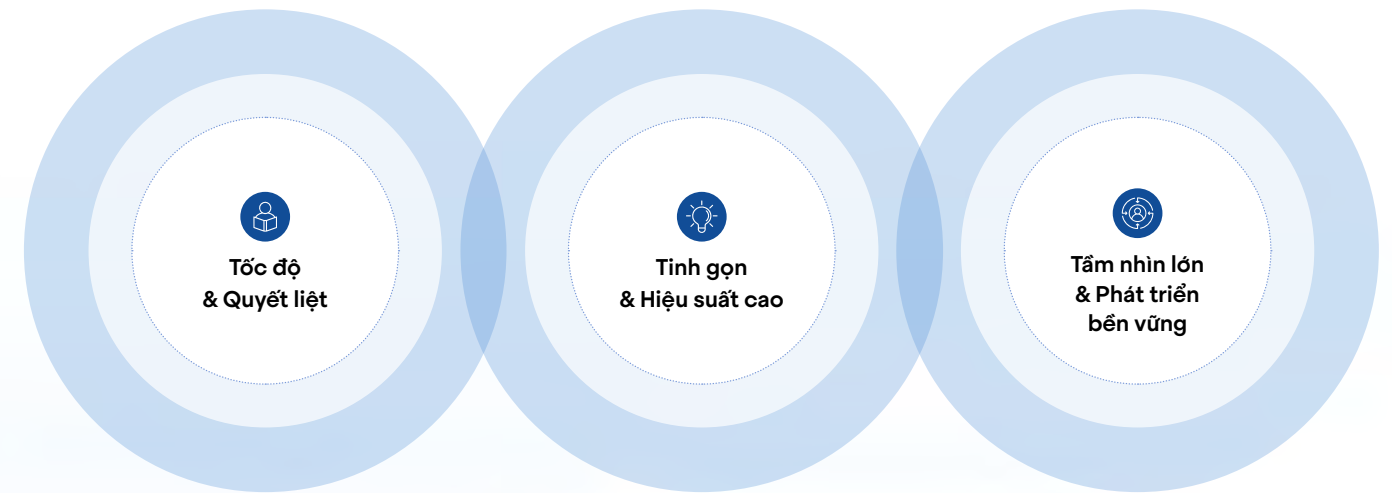 Tốc độ
& Quyết liệt
Tinh gọn
& Hiệu suất cao
Tầm nhìn lớn
& Phát triển
bền vững